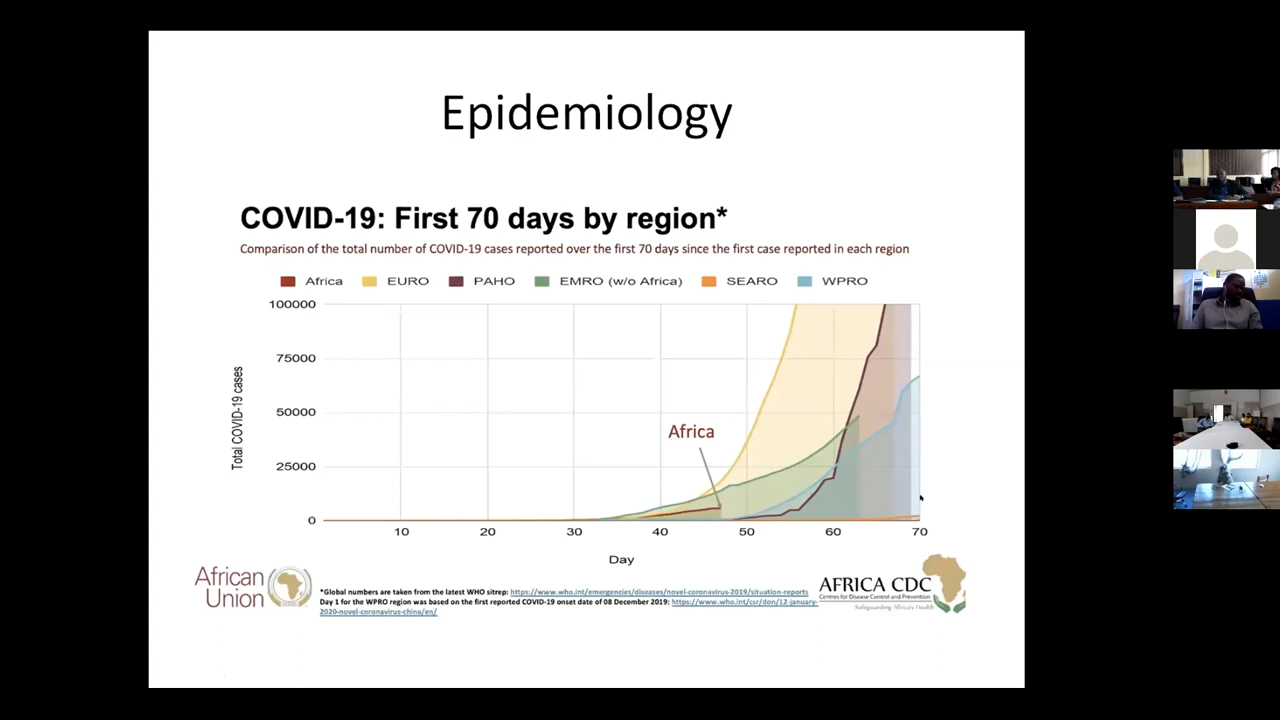 Epidemiology
COVID-19: First 70 days by region*
Comparison of the total number of COVID-19 cases reported over the first 70 days since the first case reported in each region
Africa EURO PAHO EMRO (w/o Africa) SEARO WPRO
100000
75000
50000
25000
0
Total COVID-19 cases
Africa
10 20 30 40 50 60 70
Day
African
Union
*Global numbers are taken from the latest WHO sitrep: https://www.who.int/emergencies/diseases/novel-coronavirus-2019/situation-reports
Day 1 for the WPRO region was based on the first reported COVID-19 onset date of 08 December 2019: https://www.who.int/csr/don/12-january-
2020-novel-coronavirus-china/en/
AFRICA CDC
Centres for Disease Control and Prevention
Safeguarding Africa's Health